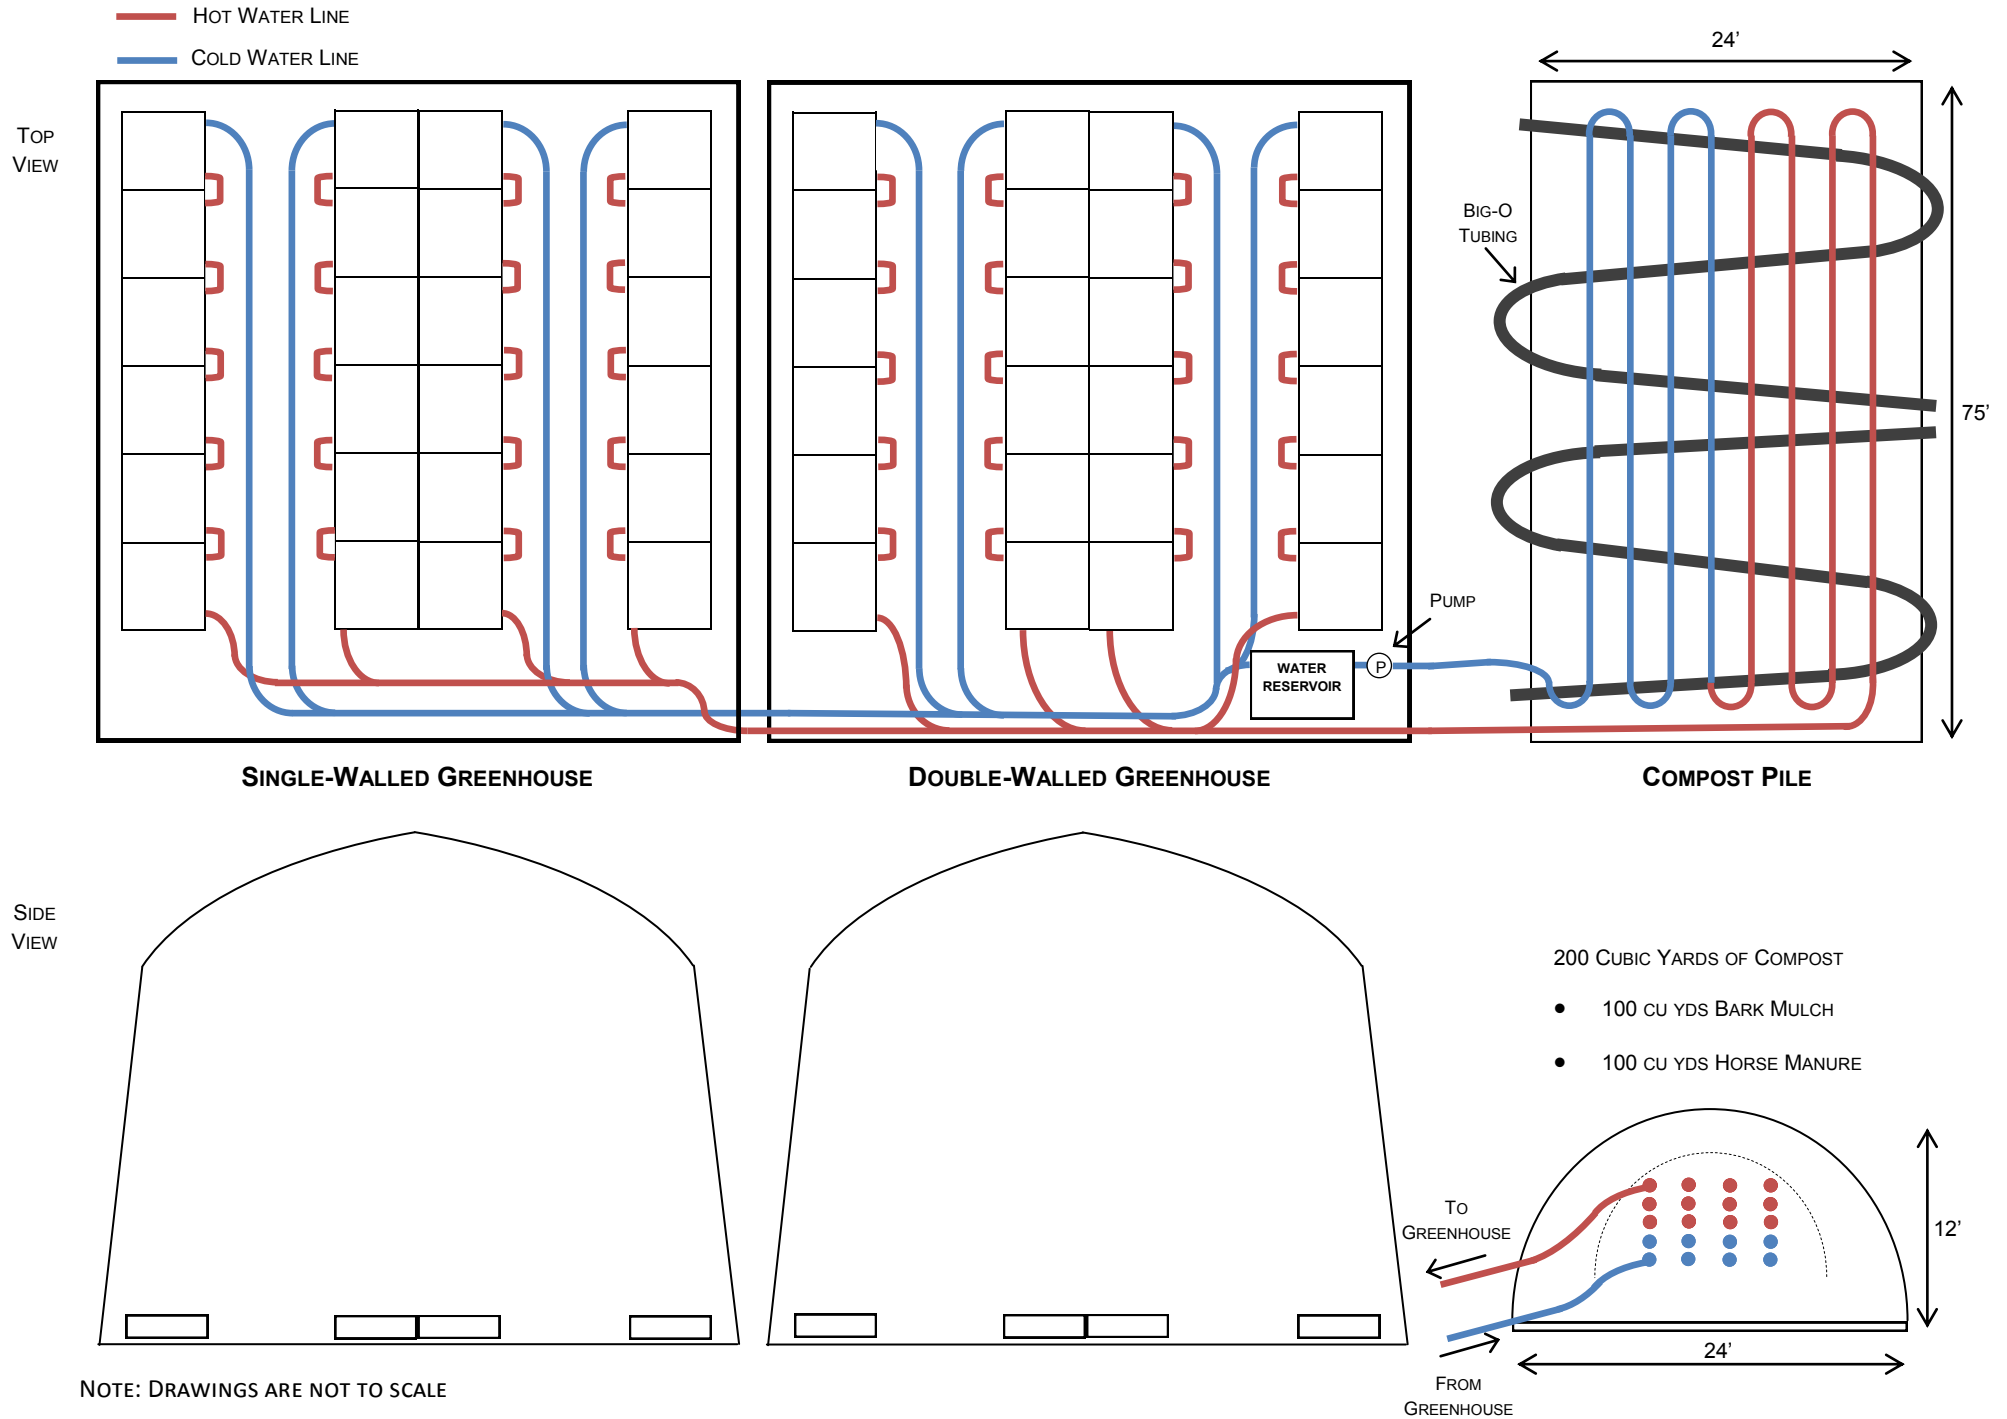 Hot Water Line
Cold Water Line
Top
View
24'
Big-O
Tubing
75'
Pump
P
Water
Reservoir
Single-Walled Greenhouse
Double-Walled Greenhouse
Compost Pile
Side
View
200 Cubic Yards of Compost
• 100 cu yds Bark Mulch
• 100 cu yds Horse Manure
To
Greenhouse
12'
24'
From
Greenhouse
Note: Drawings are not to scale